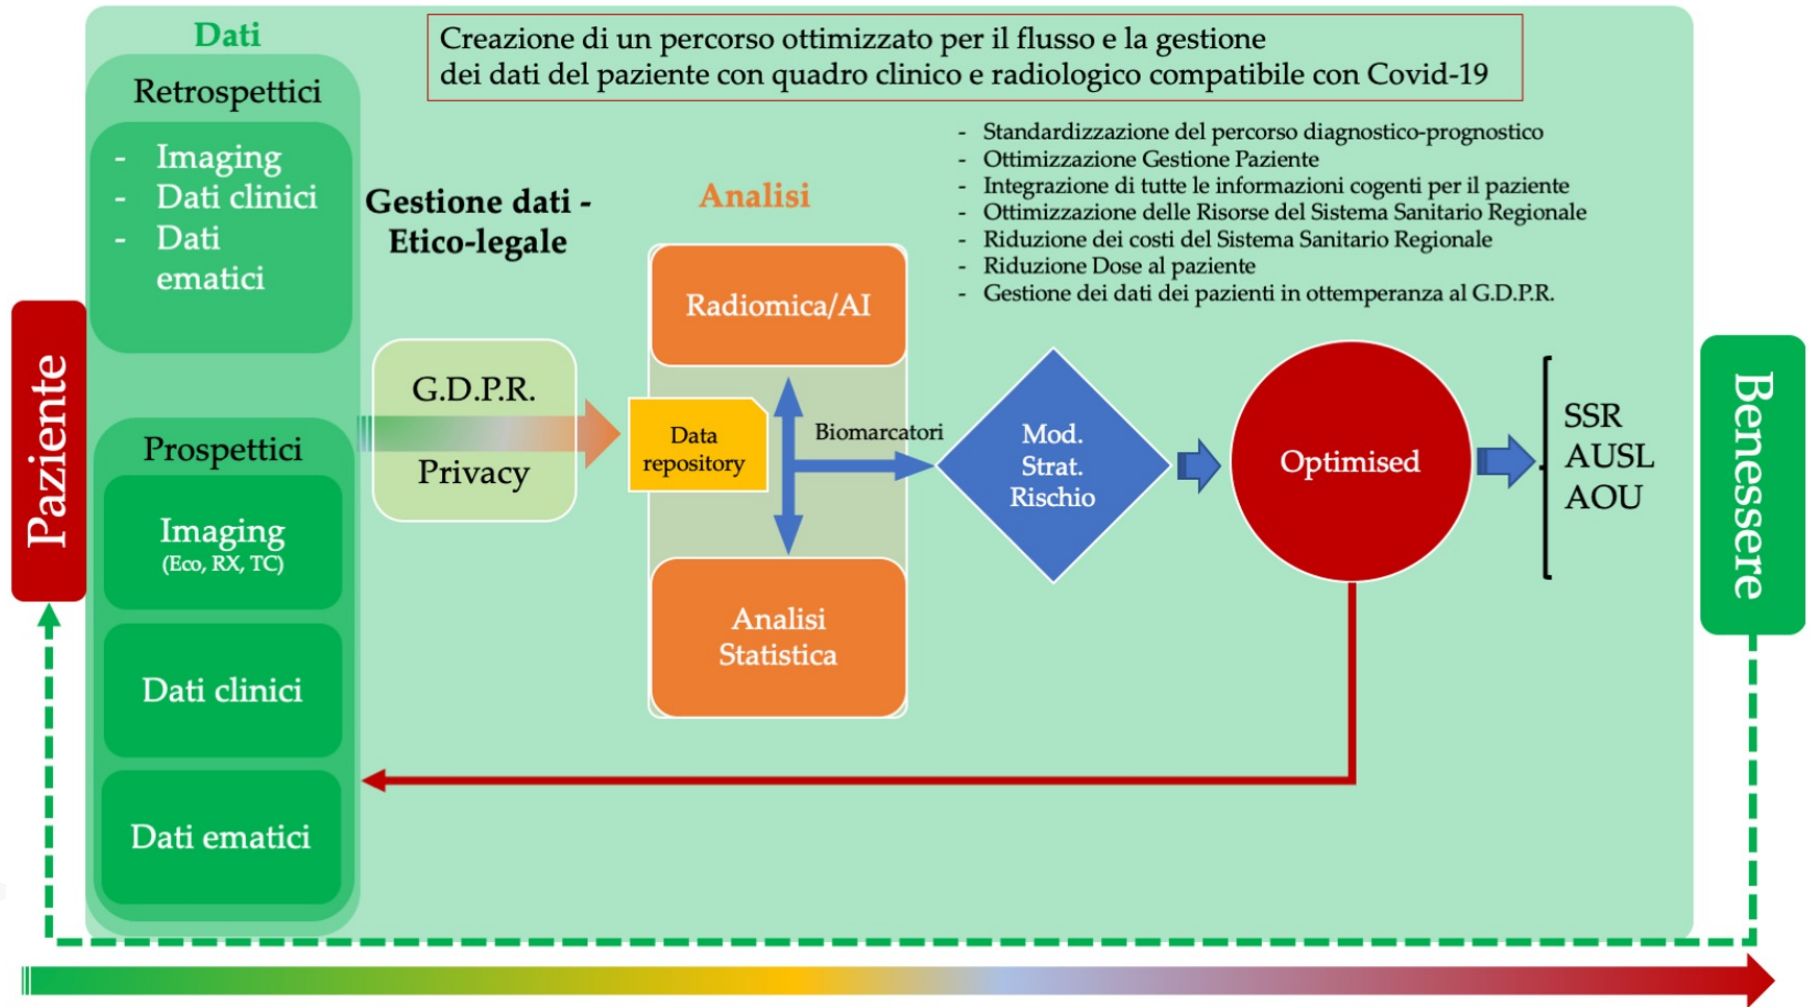 Dati
Creazione di un percorso ottimizzato per il flusso e la gestione
dei dati del paziente con quadro clinico e radiologico compatibile con Covid-19
Retrospettici
- Imaging
- Dati clinici
- Dati
ematici
Gestione dati -
Etico-legale
Analisi
- Standardizzazione del percorso diagnostico-prognostico
- Ottimizzazione Gestione Paziente
- Integrazione di tutte le informazioni cogenti per il paziente
- Ottimizzazione delle Risorse del Sistema Sanitario Regionale
- Riduzione dei costi del Sistema Sanitario Regionale
- Riduzione Dose al paziente
- Gestione dei dati dei pazienti in ottemperanza al G.D.P.R.
Paziente
Prospettici
Imaging
(Eco, RX, TC)
Dati clinici
Dati ematici
G.D.P.R.
Privacy
Radiomica/AI
Data
repository
Biomarcatori
Analisi
Statistica
Mod.
Strat.
Rischio
Optimised
SSR
AUSL
AOU
Benessere